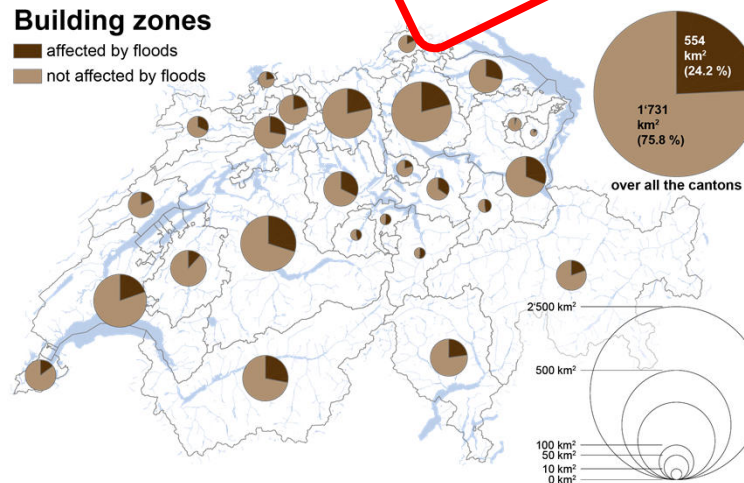 Building zones
affected by floods
not affected by floods
554
km²
(24.2 %)
1'731
km²
(75.8 %)
over all the cantons
2'500 km²
500 km²
100 km²
50 km²
10 km²
0 km²